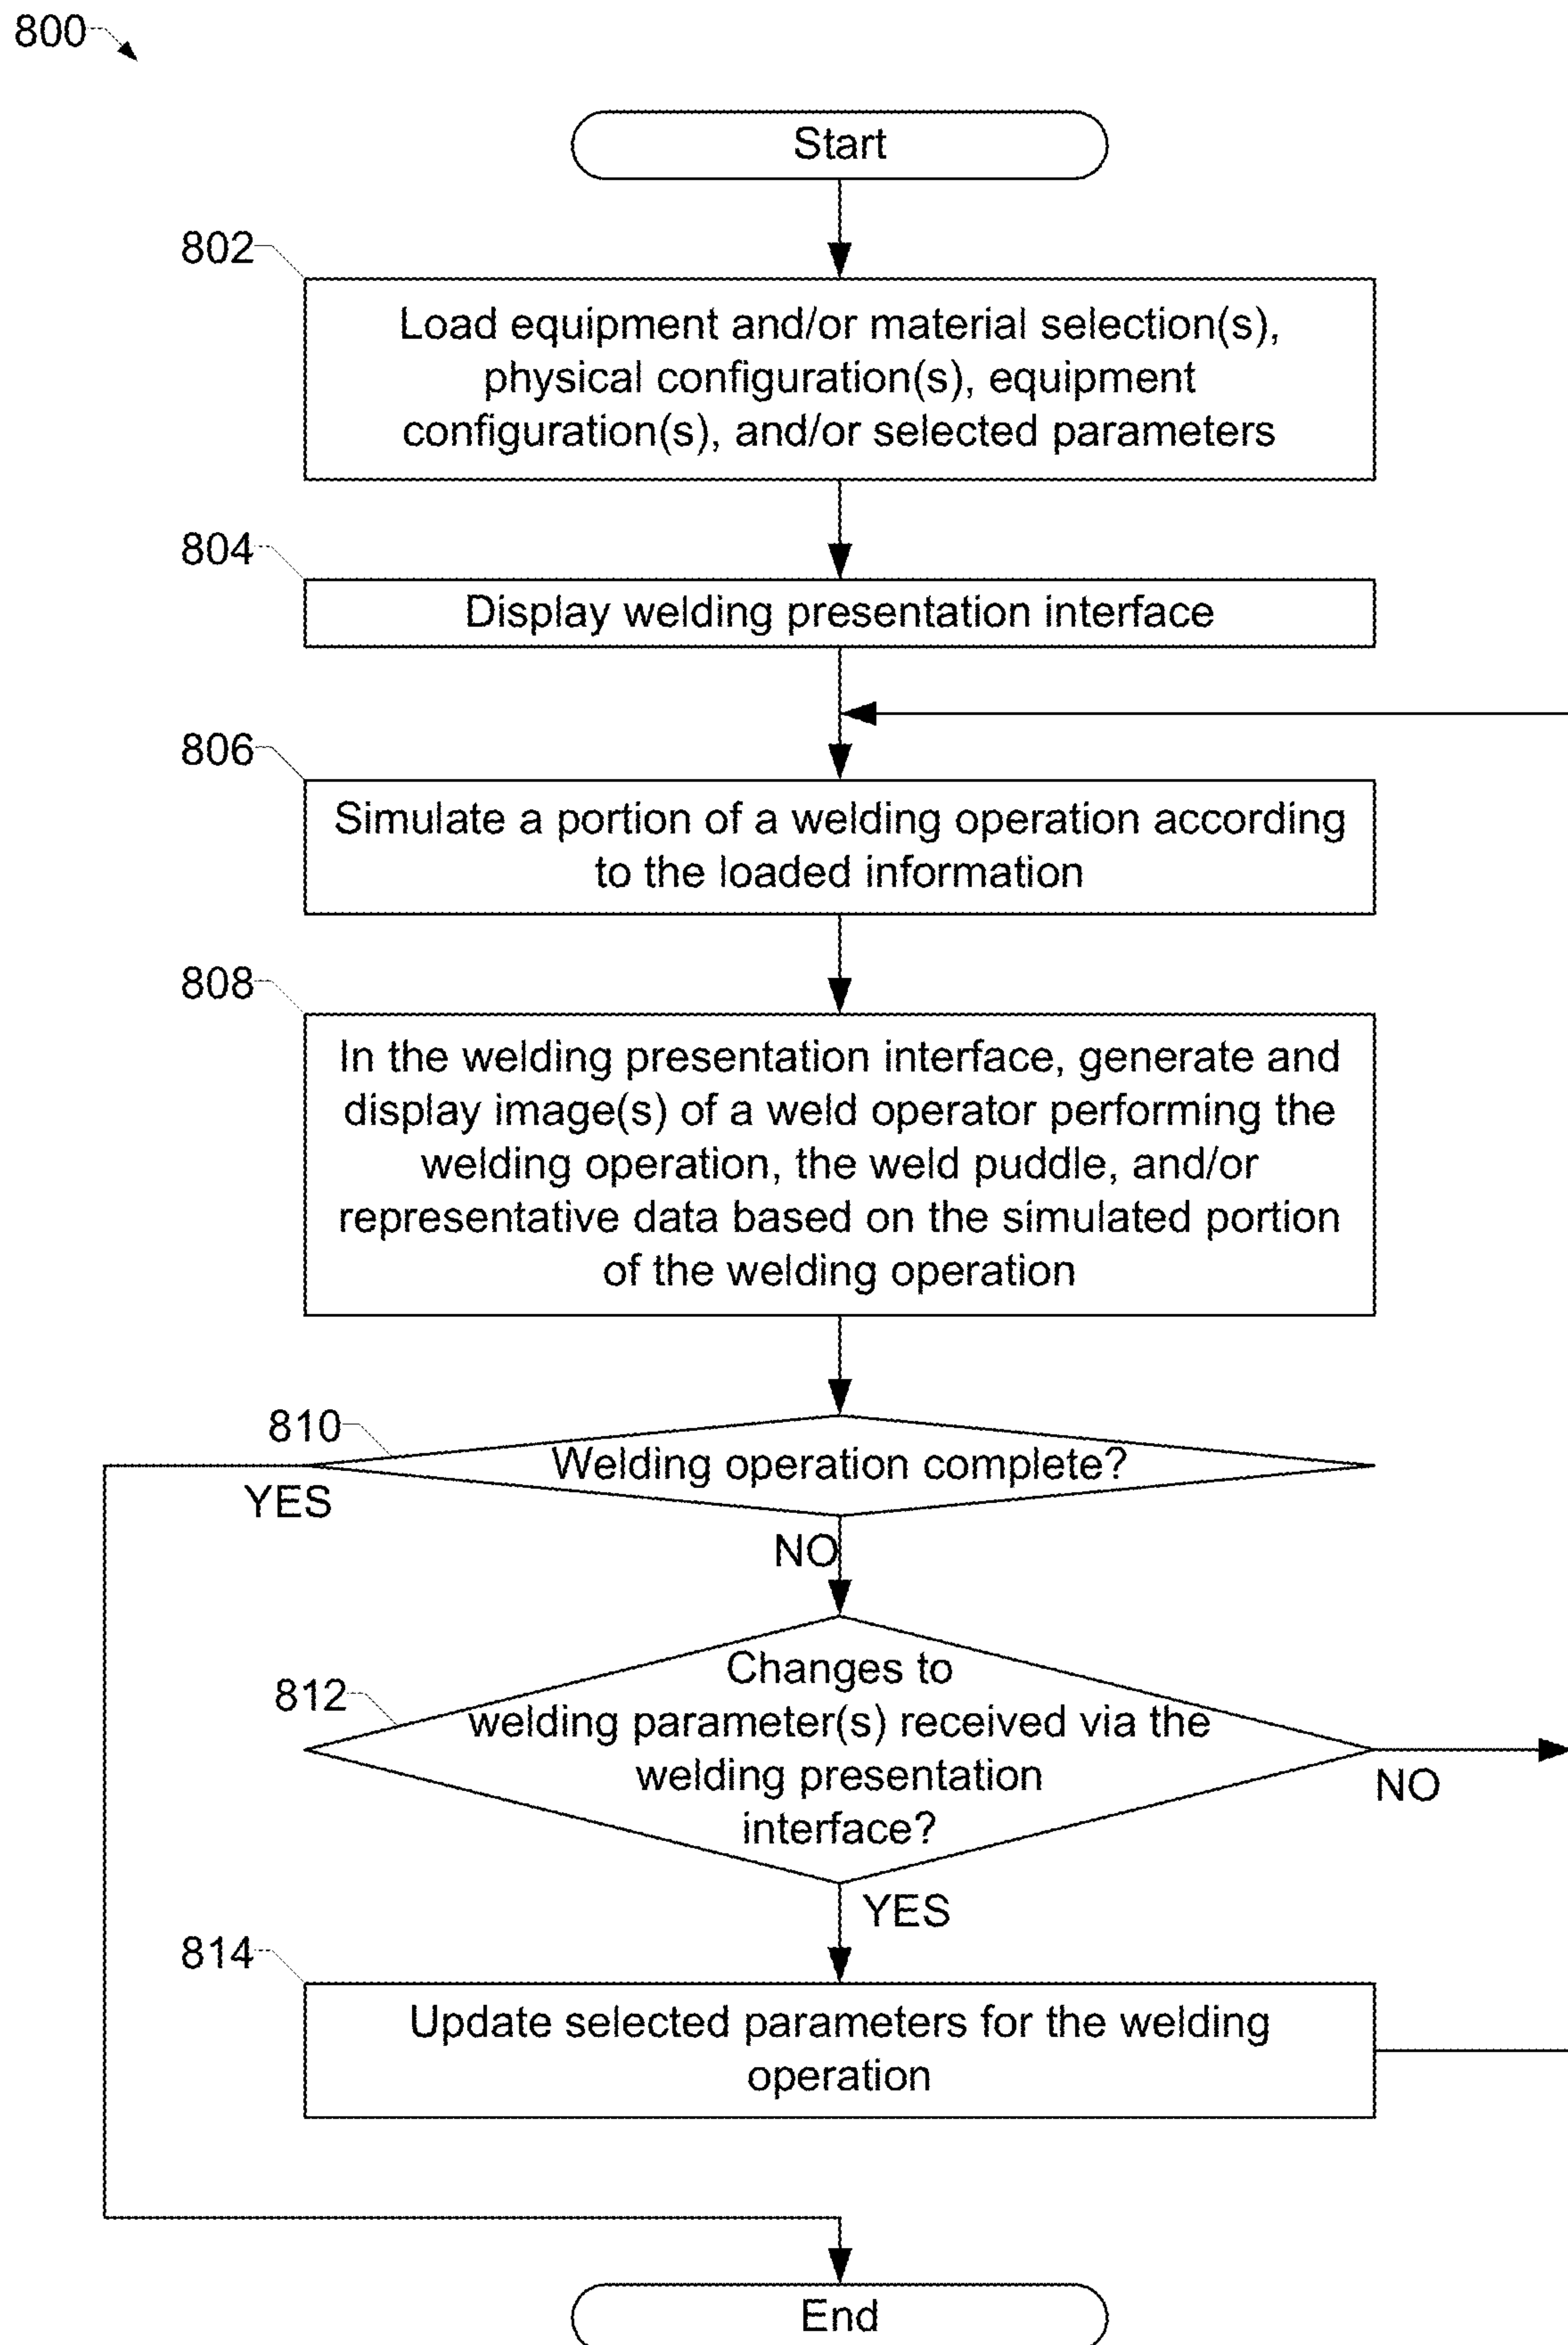 800
Start
802
Load equipment and/or material selection(s),
physical configuration(s), equipment
configuration(s), and/or selected parameters
804
Display welding presentation interface
806
Simulate a portion of a welding operation according
to the loaded information
808
In the welding presentation interface, generate and
display image(s) of a weld operator performing the
welding operation, the weld puddle, and/or
representative data based on the simulated portion
of the welding operation
810
Welding operation complete?
YES
NO
812
Changes to
welding parameter(s) received via the
welding presentation
interface?
NO
YES
814
Update selected parameters for the welding
operation
End